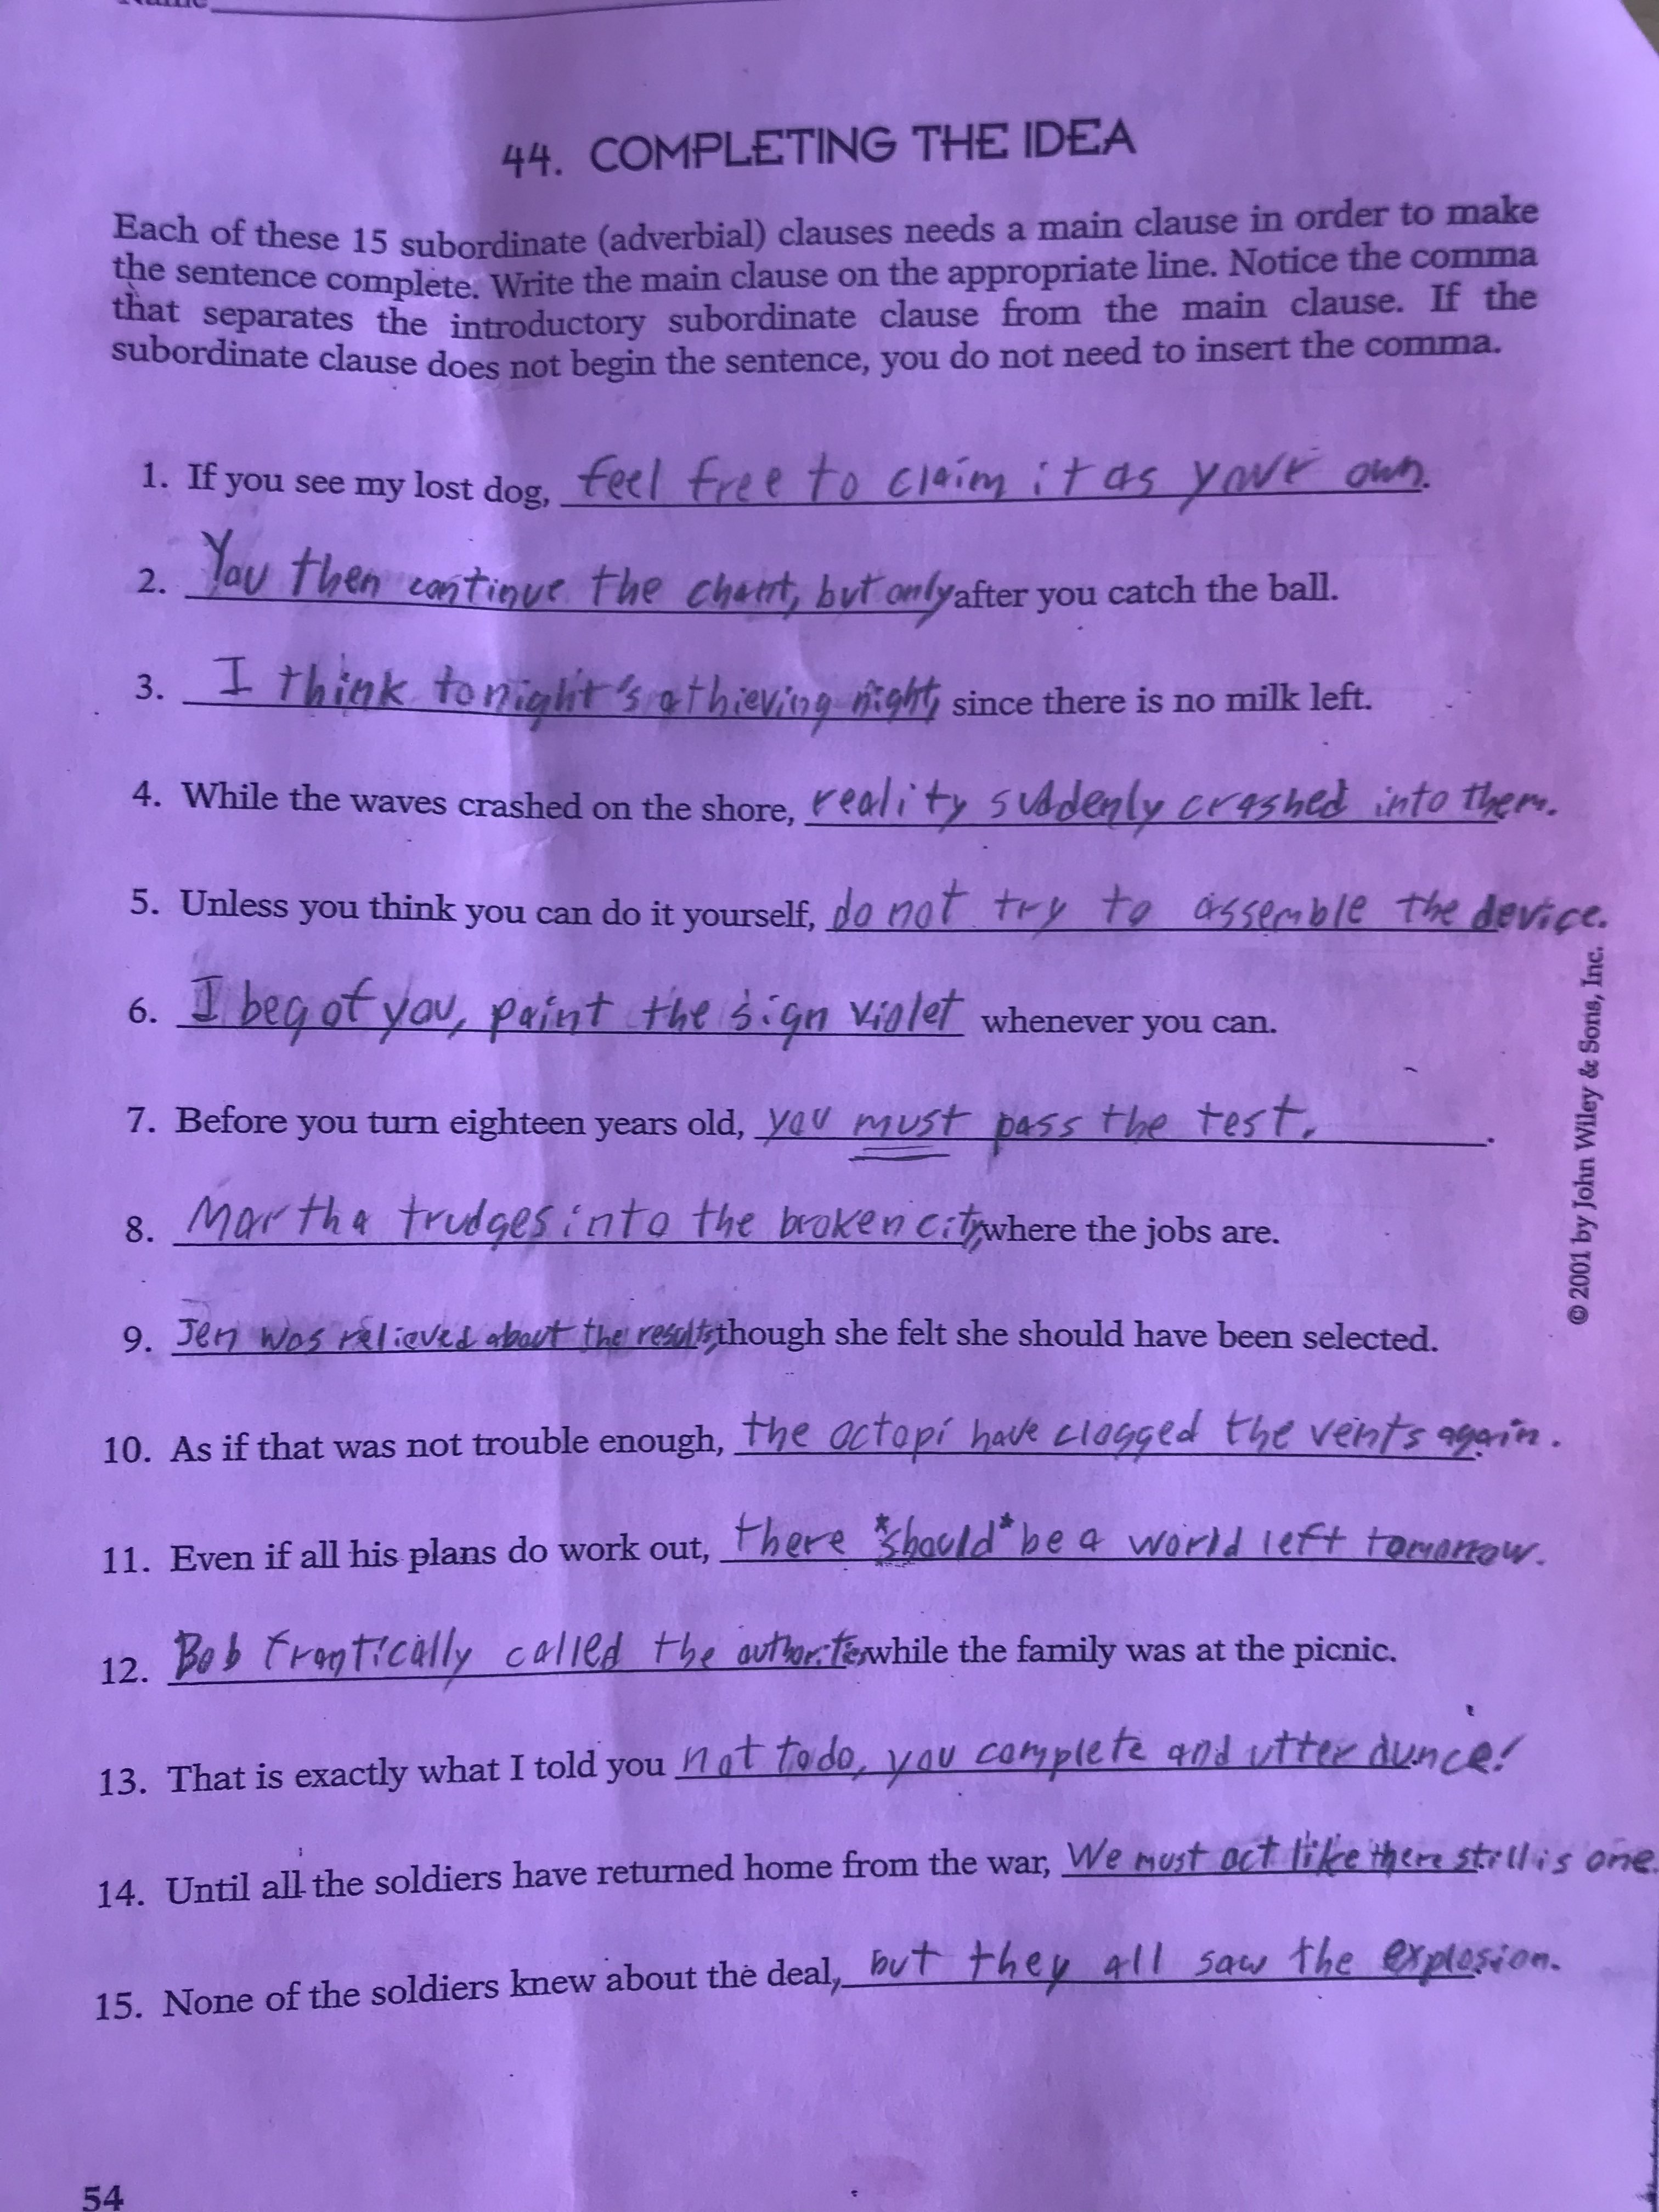 44. COMPLETING THE IDEA
Each of these 15 subordinate (adverbial) clauses needs a main clause in order to make
the sentence complete. Write the main clause on the appropriate line. Notice the comma
that separates the introductory subordinate clause from the main clause. If the
subordinate clause does not begin the sentence, you do not need to insert the comma.
1. If you see my lost dog, feel free to claim it as your own.
2. You then continue the chant, but only after you catch the ball.
3. I think tonight's a thieving night, since there is no milk left.
4. While the waves crashed on the shore, reality suddenly crashed into them.
5. Unless you think you can do it yourself, do not try to assemble the device.
6. I beg of you, paint the sign violet whenever you can.
7. Before you turn eighteen years old, you must pass the test.
8. Martha trudges into the broken city, where the jobs are.
9. Jen was relieved about the results, though she felt she should have been selected.
10. As if that was not trouble enough, the octopi have clogged the vents again.
11. Even if all his plans do work out, there *should* be a world left tomorrow.
12. Bob frantically called the authorities while the family was at the picnic.
13. That is exactly what I told you not to do, you complete and utter dunce!
14. Until all the soldiers have returned home from the war, We must act like there still is one.
15. None of the soldiers knew about the deal, but they all saw the explosion.
© 2001 by John Wiley & Sons, Inc.
54